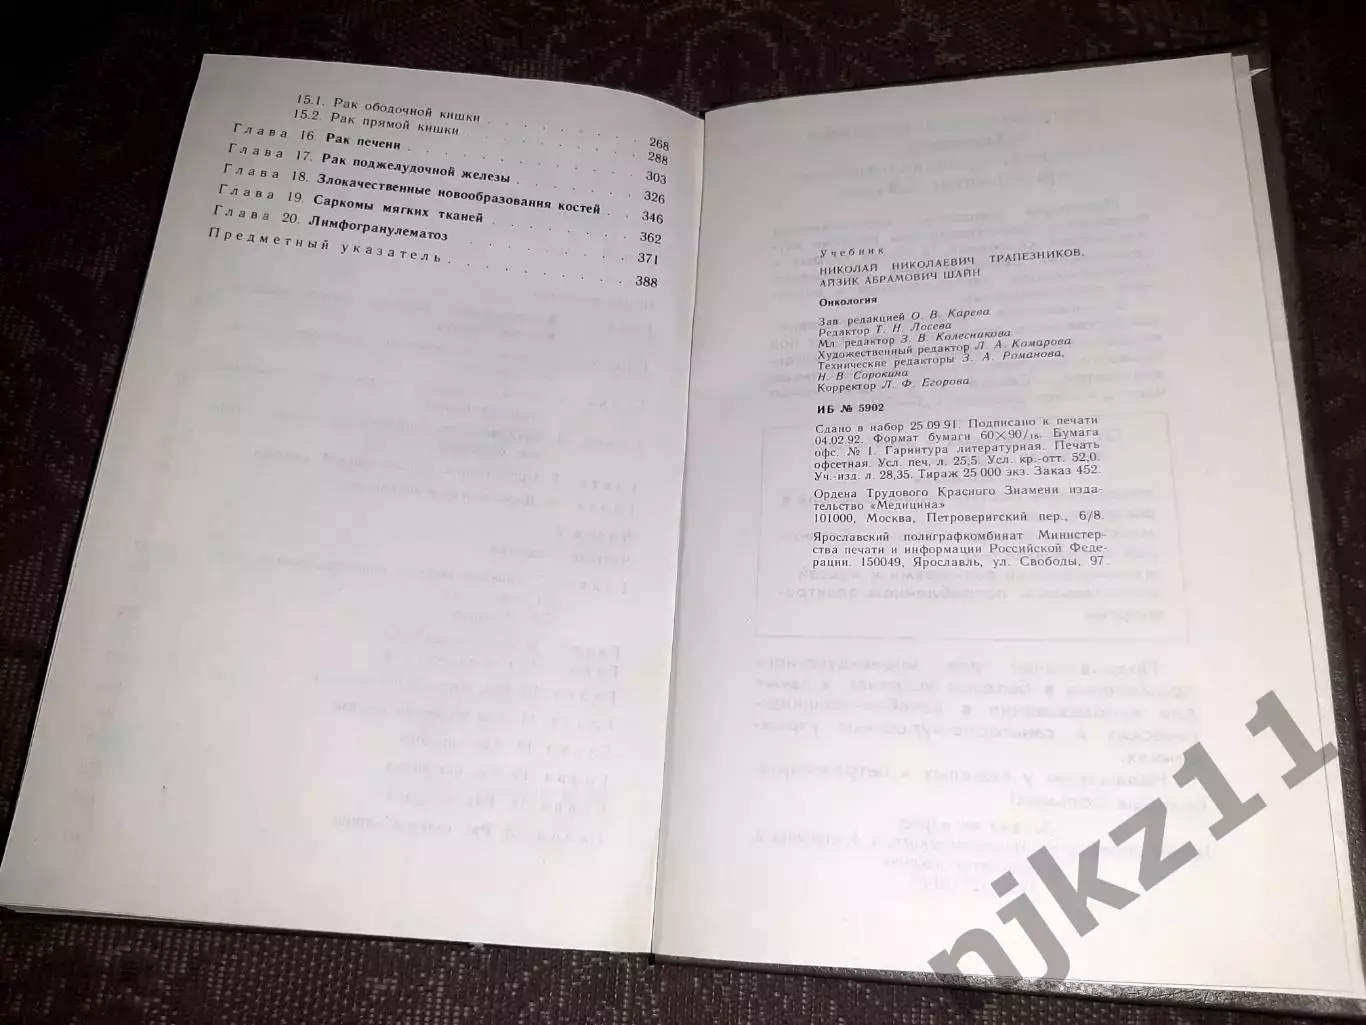 15.1. Рак ободочной кишки . . . . . . . . 268
15.2. Рак прямой кишки . . . . . . . . 288
Глава 16. Рак печени . . . . . . . . 303
Глава 17. Рак поджелудочной железы . . . . . . 326
Глава 18. Злокачественные новообразования костей . . 346
Глава 19. Саркомы мягких тканей . . . . . . 362
Глава 20. Лимфогранулематоз . . . . . . . 371
Предметный указатель . . . . . . . . 388
Учебник
НИКОЛАЙ НИКОЛАЕВИЧ ТРАПЕЗНИКОВ,
АЙЗИК АБРАМОВИЧ ШАЙН
Онкология
Зав. редакцией О. В. Карева
Редактор Т. Н. Лосева
Мл. редактор З. В. Колесникова
Художественный редактор Л. А. Комарова
Технические редакторы З. А. Романова,
Н. В. Сорокина
Корректор Л. Ф. Егорова
ИБ № 5902
Сдано в набор 25.09.91. Подписано к печати
04.02.92. Формат бумаги 60×90/16. Бумага
офс. № 1. Гарнитура литературная. Печать
офсетная. Усл. печ. л. 25,5. Усл. кр.-отт. 52,0.
Уч.-изд. л. 28,35. Тираж 25 000 экз. Заказ 452.
Ордена Трудового Красного Знамени изда-
тельство «Медицина»
101000, Москва, Петроверигский пер., 6/8.
Ярославский полиграфкомбинат Министер-
ства печати и информации Российской Феде-
рации. 150049, Ярославль, ул. Свободы, 97.
njkz11